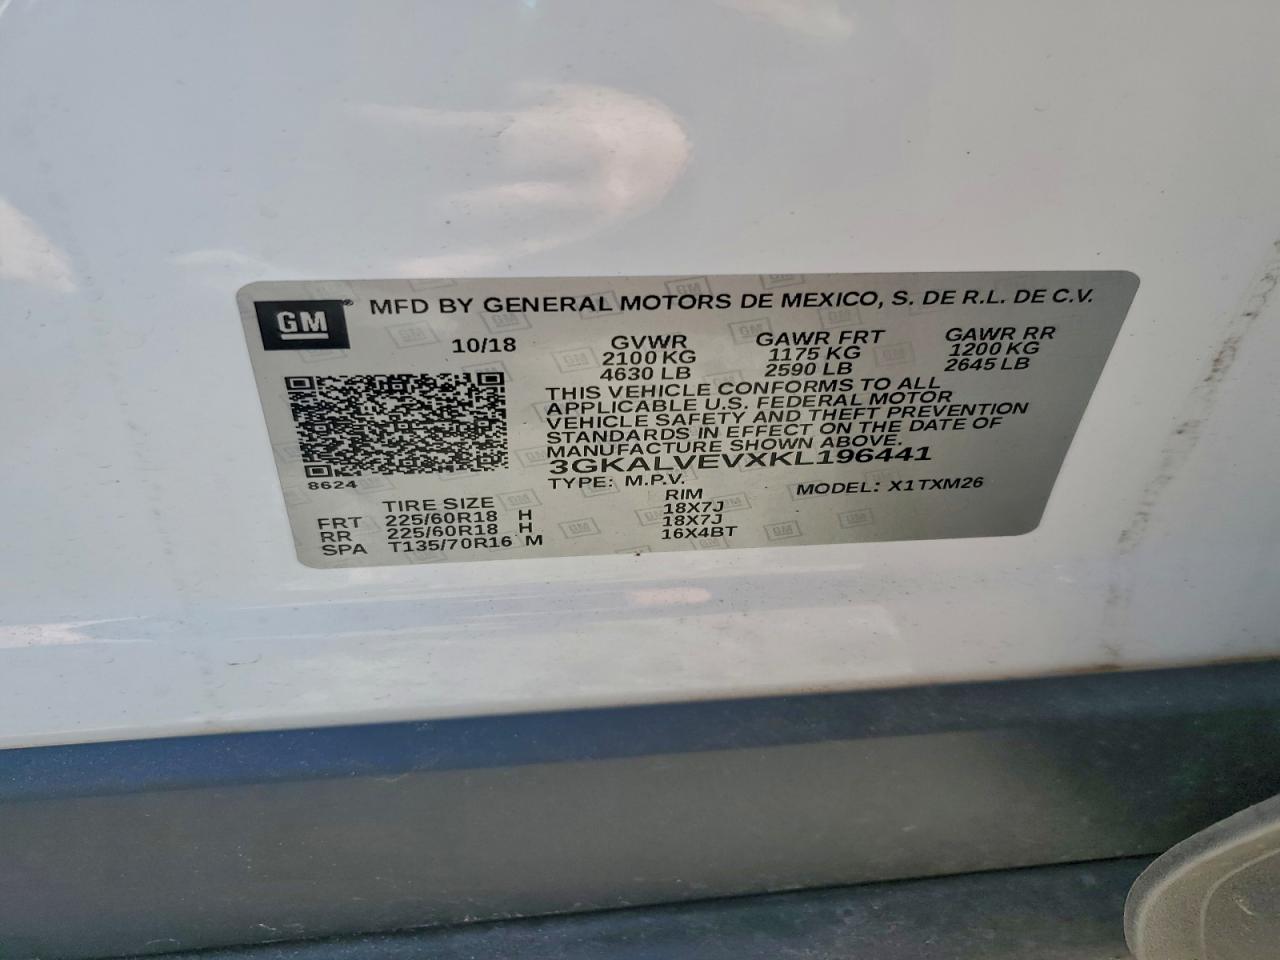 GM
MFD BY GENERAL MOTORS DE MEXICO, S. DE R.L. DE C.V.
10/18 GVWR GAWR FRT GAWR RR
2100 KG 1175 KG 1200 KG
4630 LB 2590 LB 2645 LB
THIS VEHICLE CONFORMS TO ALL
APPLICABLE U.S. FEDERAL MOTOR
VEHICLE SAFETY AND THEFT PREVENTION
STANDARDS IN EFFECT ON THE DATE OF
MANUFACTURE SHOWN ABOVE.
3GKALVEVXKL196441
8624
TYPE: M.P.V. MODEL: X1TXM26
TIRE SIZE RIM
FRT 225/60R18 H 18X7J
RR 225/60R18 H 18X7J
SPA T135/70R16 M 16X4BT